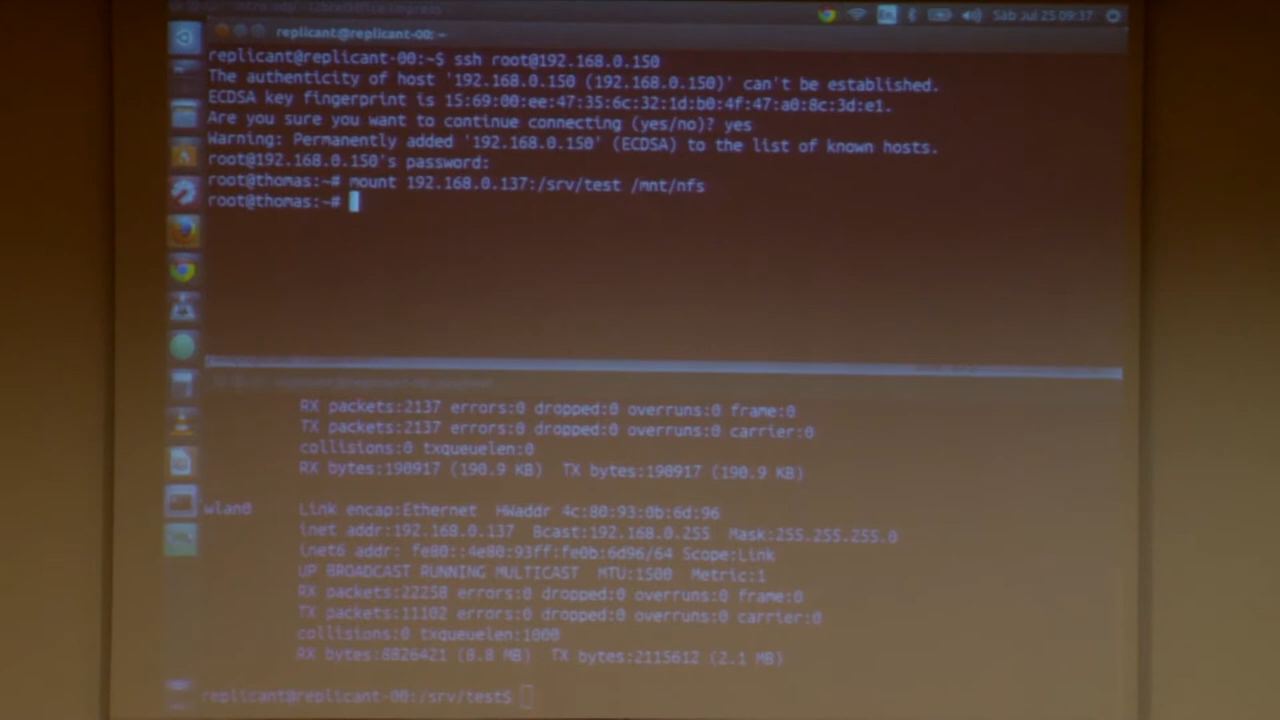 Sáb Jul 25 09:37
replicant@replicant-00: ~
replicant@replicant-00:~$ ssh root@192.168.0.150
The authenticity of host '192.168.0.150 (192.168.0.150)' can't be established.
ECDSA key fingerprint is 15:69:00:ee:47:35:6c:32:1d:b0:4f:47:a0:8c:3d:e1.
Are you sure you want to continue connecting (yes/no)? yes
Warning: Permanently added '192.168.0.150' (ECDSA) to the list of known hosts.
root@192.168.0.150's password:
root@thomas:~# mount 192.168.0.137:/srv/test /mnt/nfs
root@thomas:~#
RX packets:2137 errors:0 dropped:0 overruns:0 frame:0
TX packets:2137 errors:0 dropped:0 overruns:0 carrier:0
collisions:0 txqueuelen:0
RX bytes:190917 (190.9 KB) TX bytes:190917 (190.9 KB)
wlan0 Link encap:Ethernet HWaddr 4c:80:93:0b:6d:96
inet addr:192.168.0.137 Bcast:192.168.0.255 Mask:255.255.255.0
inet6 addr: fe80::4e80:93ff:fe0b:6d96/64 Scope:Link
UP BROADCAST RUNNING MULTICAST MTU:1500 Metric:1
RX packets:22258 errors:0 dropped:0 overruns:0 frame:0
TX packets:11102 errors:0 dropped:0 overruns:0 carrier:0
collisions:0 txqueuelen:1000
RX bytes:8826421 (8.8 MB) TX bytes:2115612 (2.1 MB)
replicant@replicant-00:/srv/test$